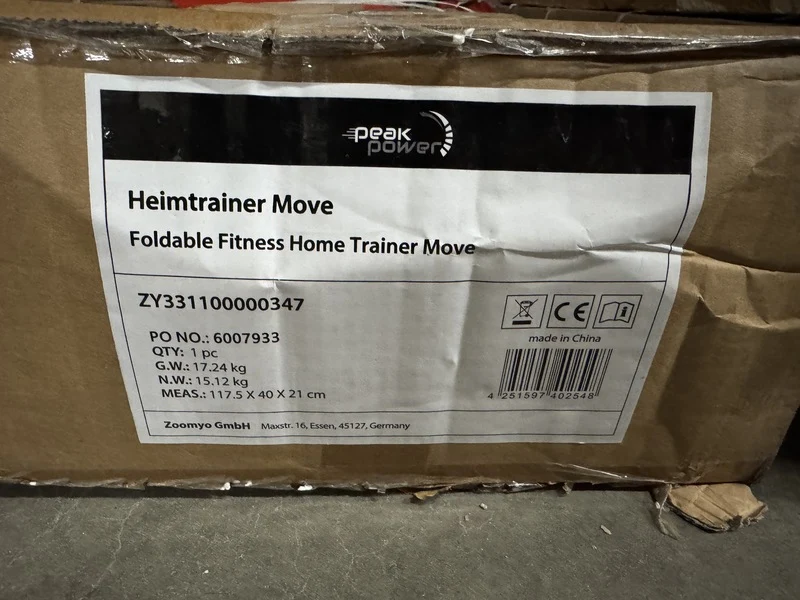 peak
power
Heimtrainer Move
Foldable Fitness Home Trainer Move
ZY331100000347
CE
PO NO.: 6007933
QTY: 1 pc
G.W.: 17.24 kg
N.W.: 15.12 kg
MEAS.: 117.5 X 40 X 21 cm
made in China
4 251597 402548
Zoomyo GmbH Maxstr. 16, Essen, 45127, Germany